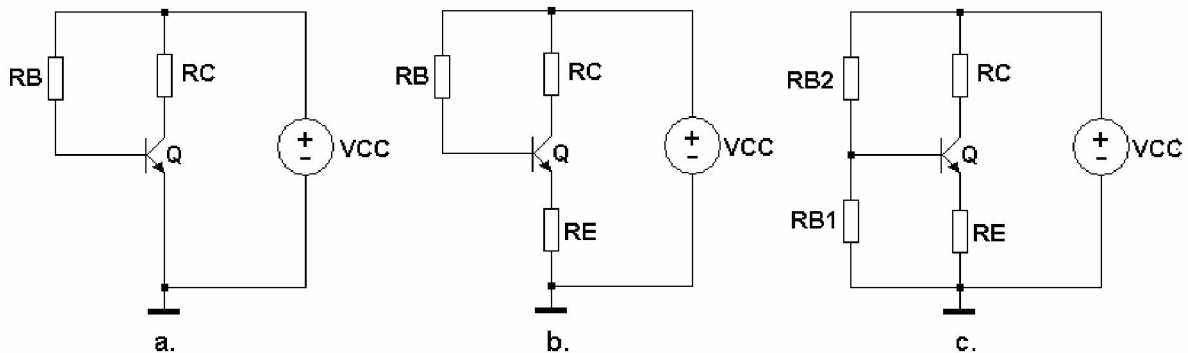 RB
RC
+
-
VCC
Q
a.
RB
RC
+
-
VCC
Q
RE
b.
RB2
RC
+
-
VCC
Q
RB1
RE
c.